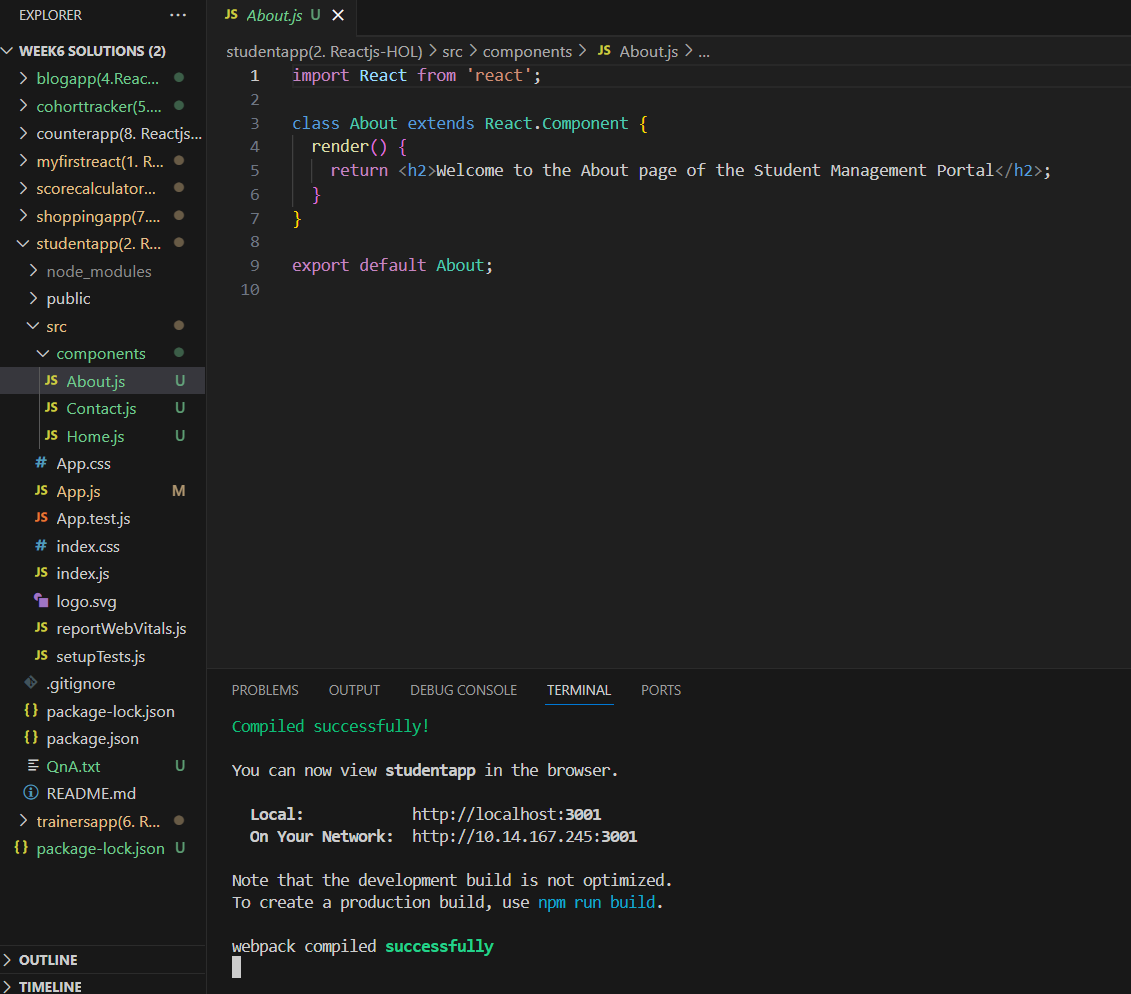 EXPLORER
WEEK6 SOLUTIONS (2)
blogapp(4.Reac...
cohorttracker(5....
counterapp(8. Reactjs...
myfirstreact(1. R...
scorecalculator...
shoppingapp(7....
studentapp(2. R...
node_modules
public
src
components
JS About.js U
JS Contact.js U
JS Home.js U
# App.css
JS App.js M
JS App.test.js
# index.css
JS index.js
logo.svg
JS reportWebVitals.js
JS setupTests.js
.gitignore
{} package-lock.json
{} package.json
QnA.txt U
README.md
trainersapp(6. R...
{} package-lock.json U
OUTLINE
TIMELINE
JS About.js U
studentapp(2. Reactjs-HOL) > src > components > JS About.js > ...
1 import React from 'react';
2
3 class About extends React.Component {
4 render() {
5 return <h2>Welcome to the About page of the Student Management Portal</h2>;
6 }
7 }
8
9 export default About;
10
PROBLEMS OUTPUT DEBUG CONSOLE TERMINAL PORTS
Compiled successfully!
You can now view studentapp in the browser.
Local: http://localhost:3001
On Your Network: http://10.14.167.245:3001
Note that the development build is not optimized.
To create a production build, use npm run build.
webpack compiled successfully